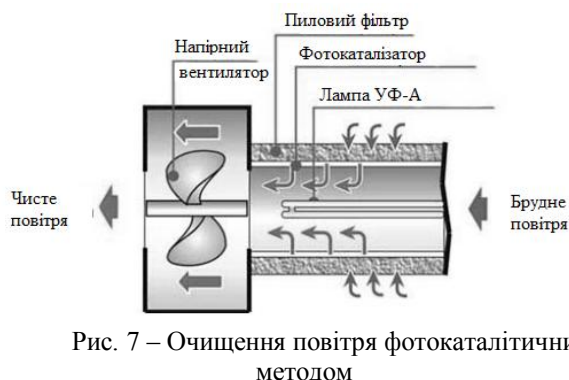 Пиловий фільтр
Напірний
вентилятор
Фотокаталізатор
Лампа УФ-А
Чисте
повітря
Брудне
повітря
Рис. 7 – Очищення повітря фотокаталітични
методом